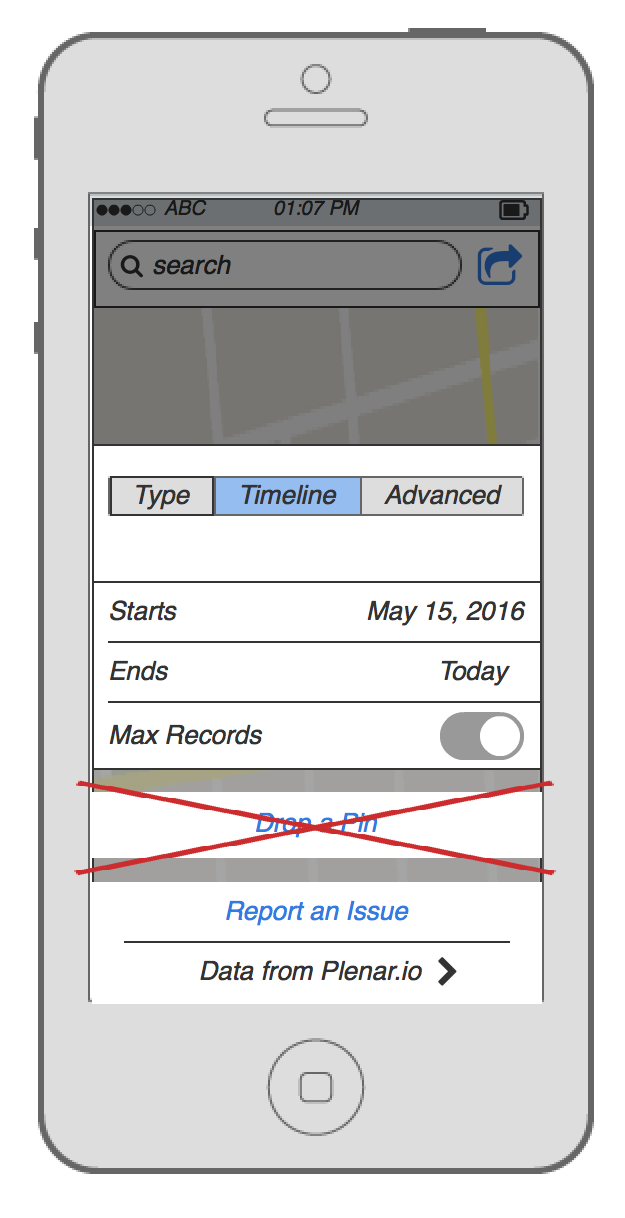 ABC 01:07 PM
search
Type Timeline Advanced
Starts May 15, 2016
Ends Today
Max Records
Drop a Pin
Report an Issue
Data from Plenar.io